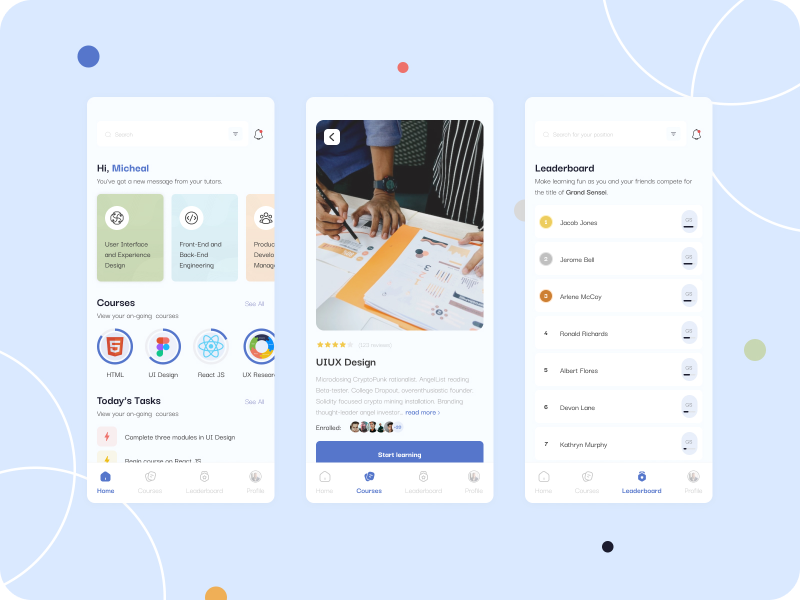 Search
Hi, Micheal
You've got a new message from your tutors.
User Interface
and Experience
Design
Front-End and
Back-End
Engineering
Produc
Develo
Manag
Courses
See All
View your on-going courses
HTML
UI Design
React JS
UX Resear
Today's Tasks
See All
View your on-going courses
Complete three modules in UI Design
Begin course on React JS
Home
Courses
Leaderboard
Profile
UIUX Design
Microdosing CryptoPunk rationalist. AngelList reading
Beta-tester. College Dropout, overenthusiastic founder.
Solidity focused crypto mining installation. Branding
thought-leader angel investor... read more ›
Enrolled:
Start learning
Home
Courses
Leaderboard
Profile
Search for your position
Leaderboard
Make learning fun as you and your friends compete for
the title of Grand Sensei.
1 Jacob Jones
2 Jerome Bell
3 Arlene McCoy
4 Ronald Richards
5 Albert Flores
6 Devon Lane
7 Kathryn Murphy
Home
Courses
Leaderboard
Profile